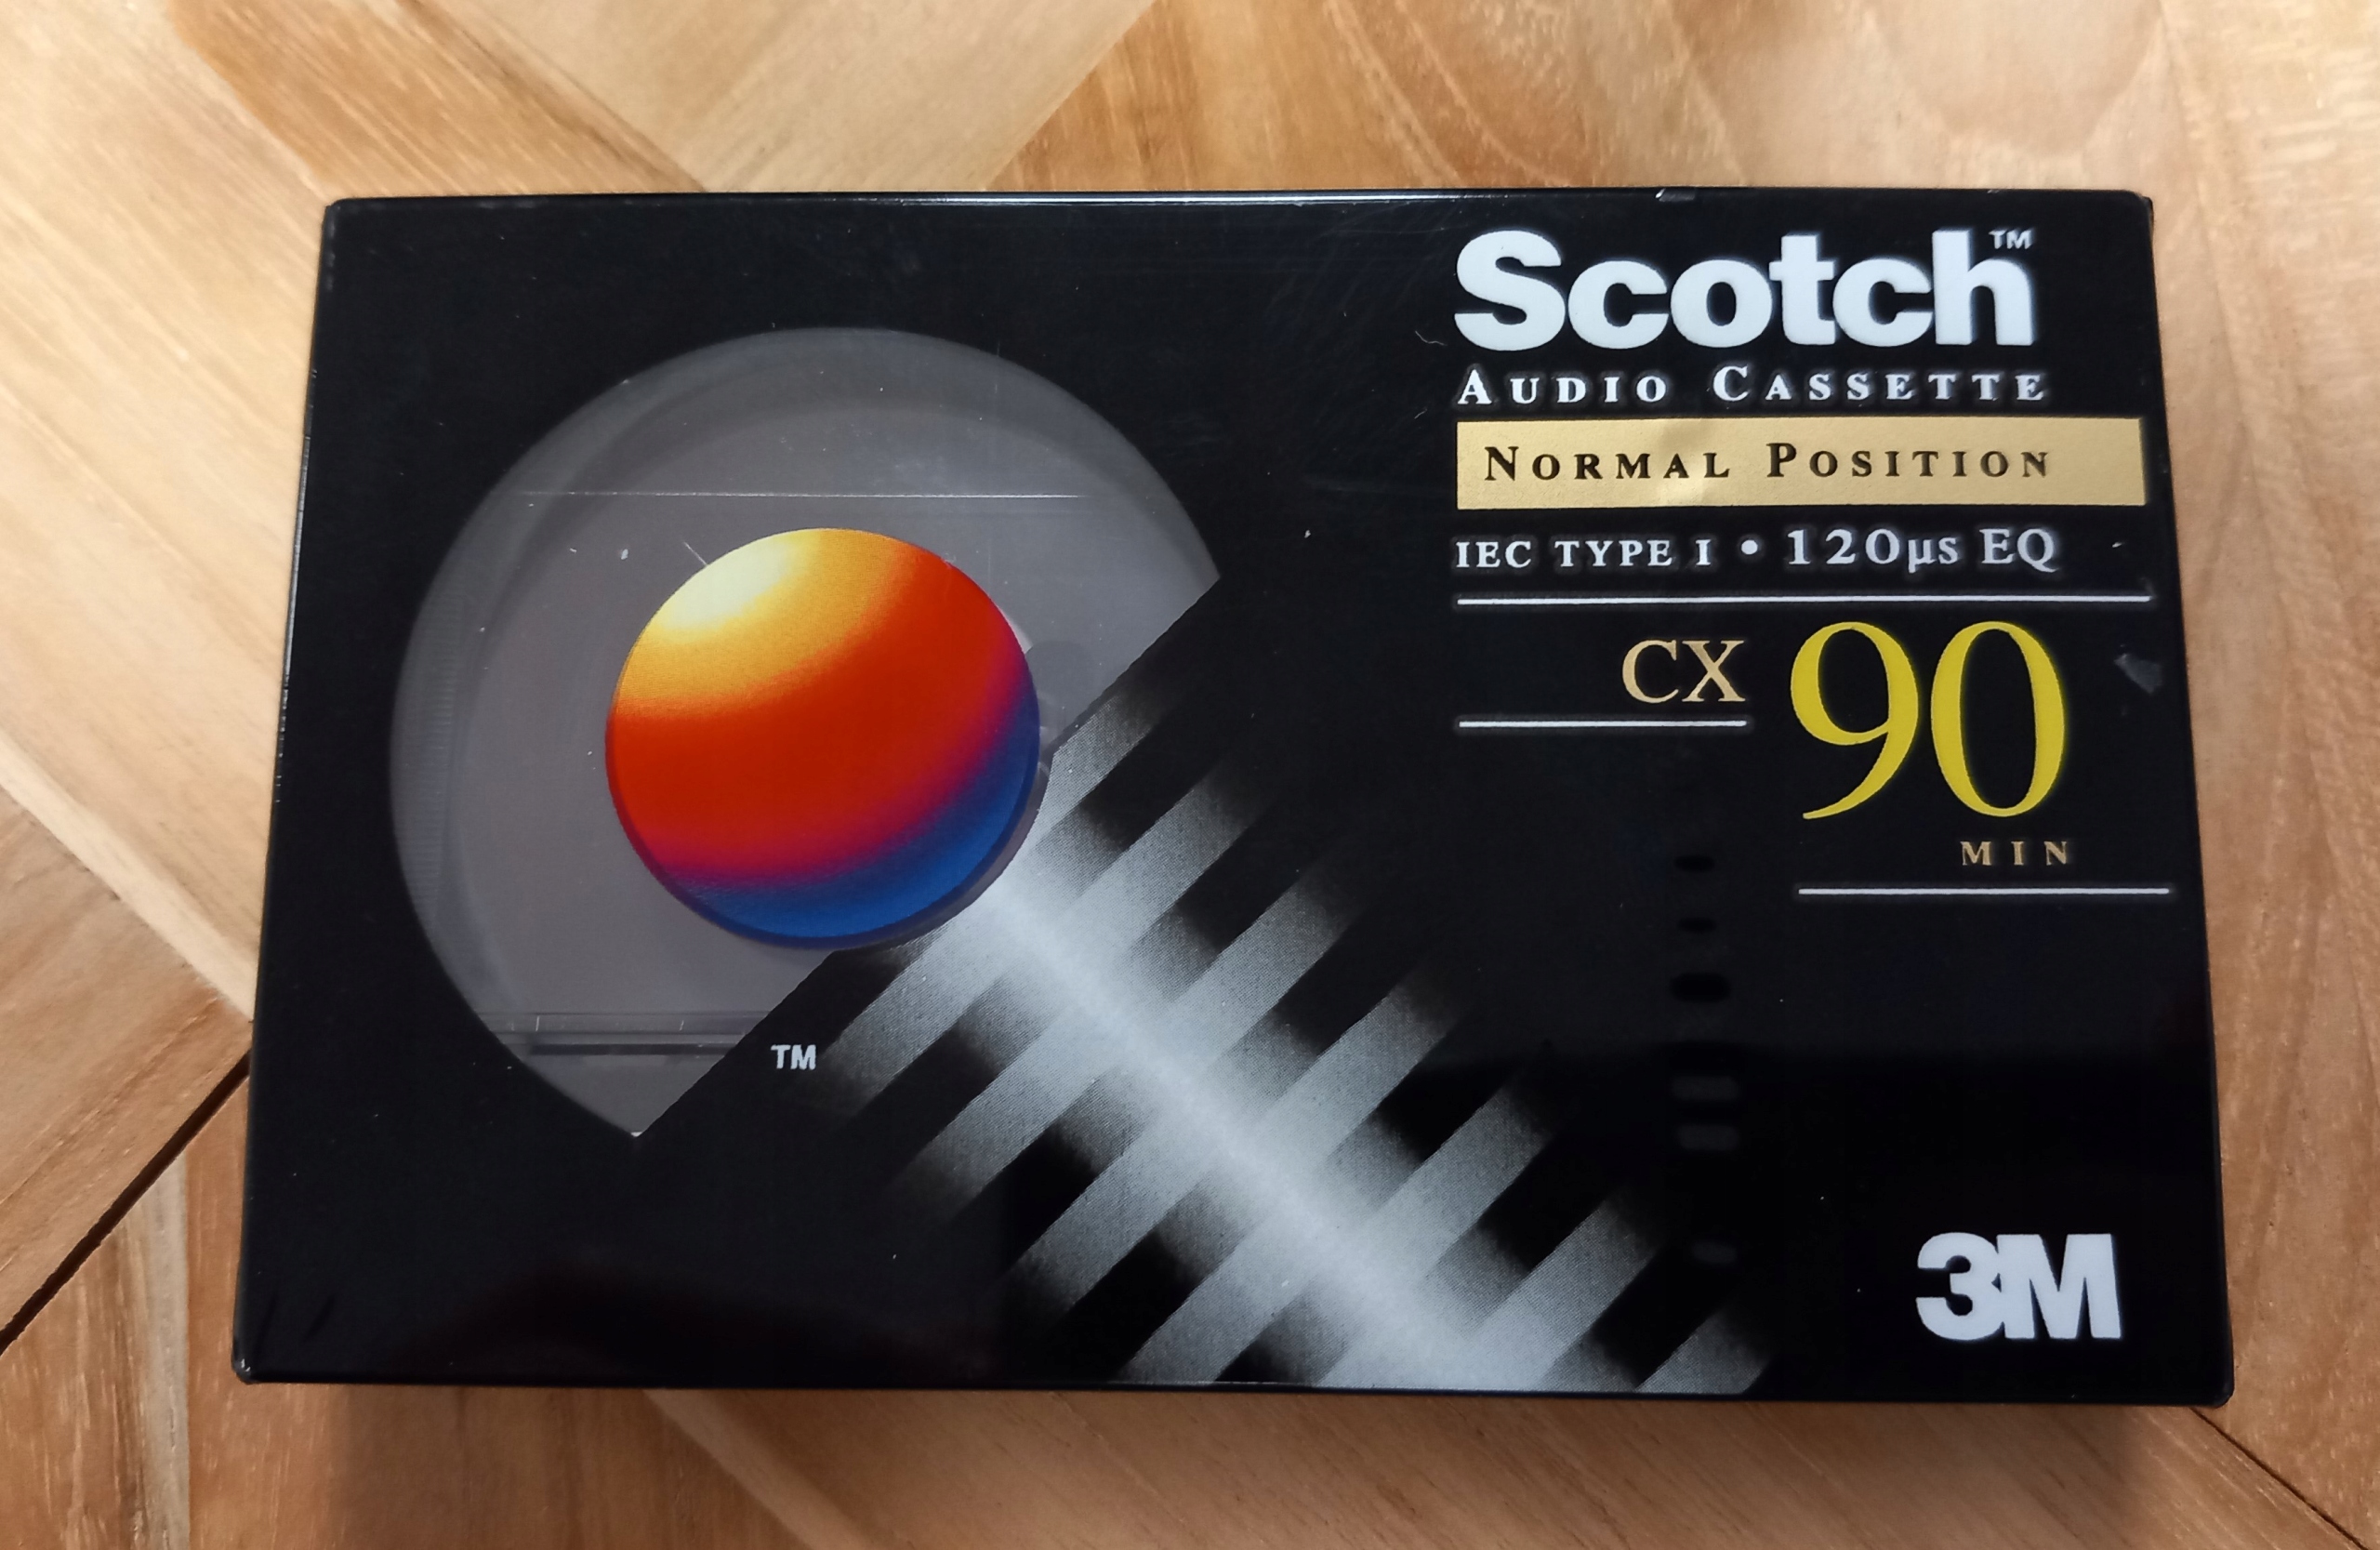 Scotch™
AUDIO CASSETTE
NORMAL POSITION
IEC TYPE I • 120µs EQ
CX 90
MIN
TM
3M